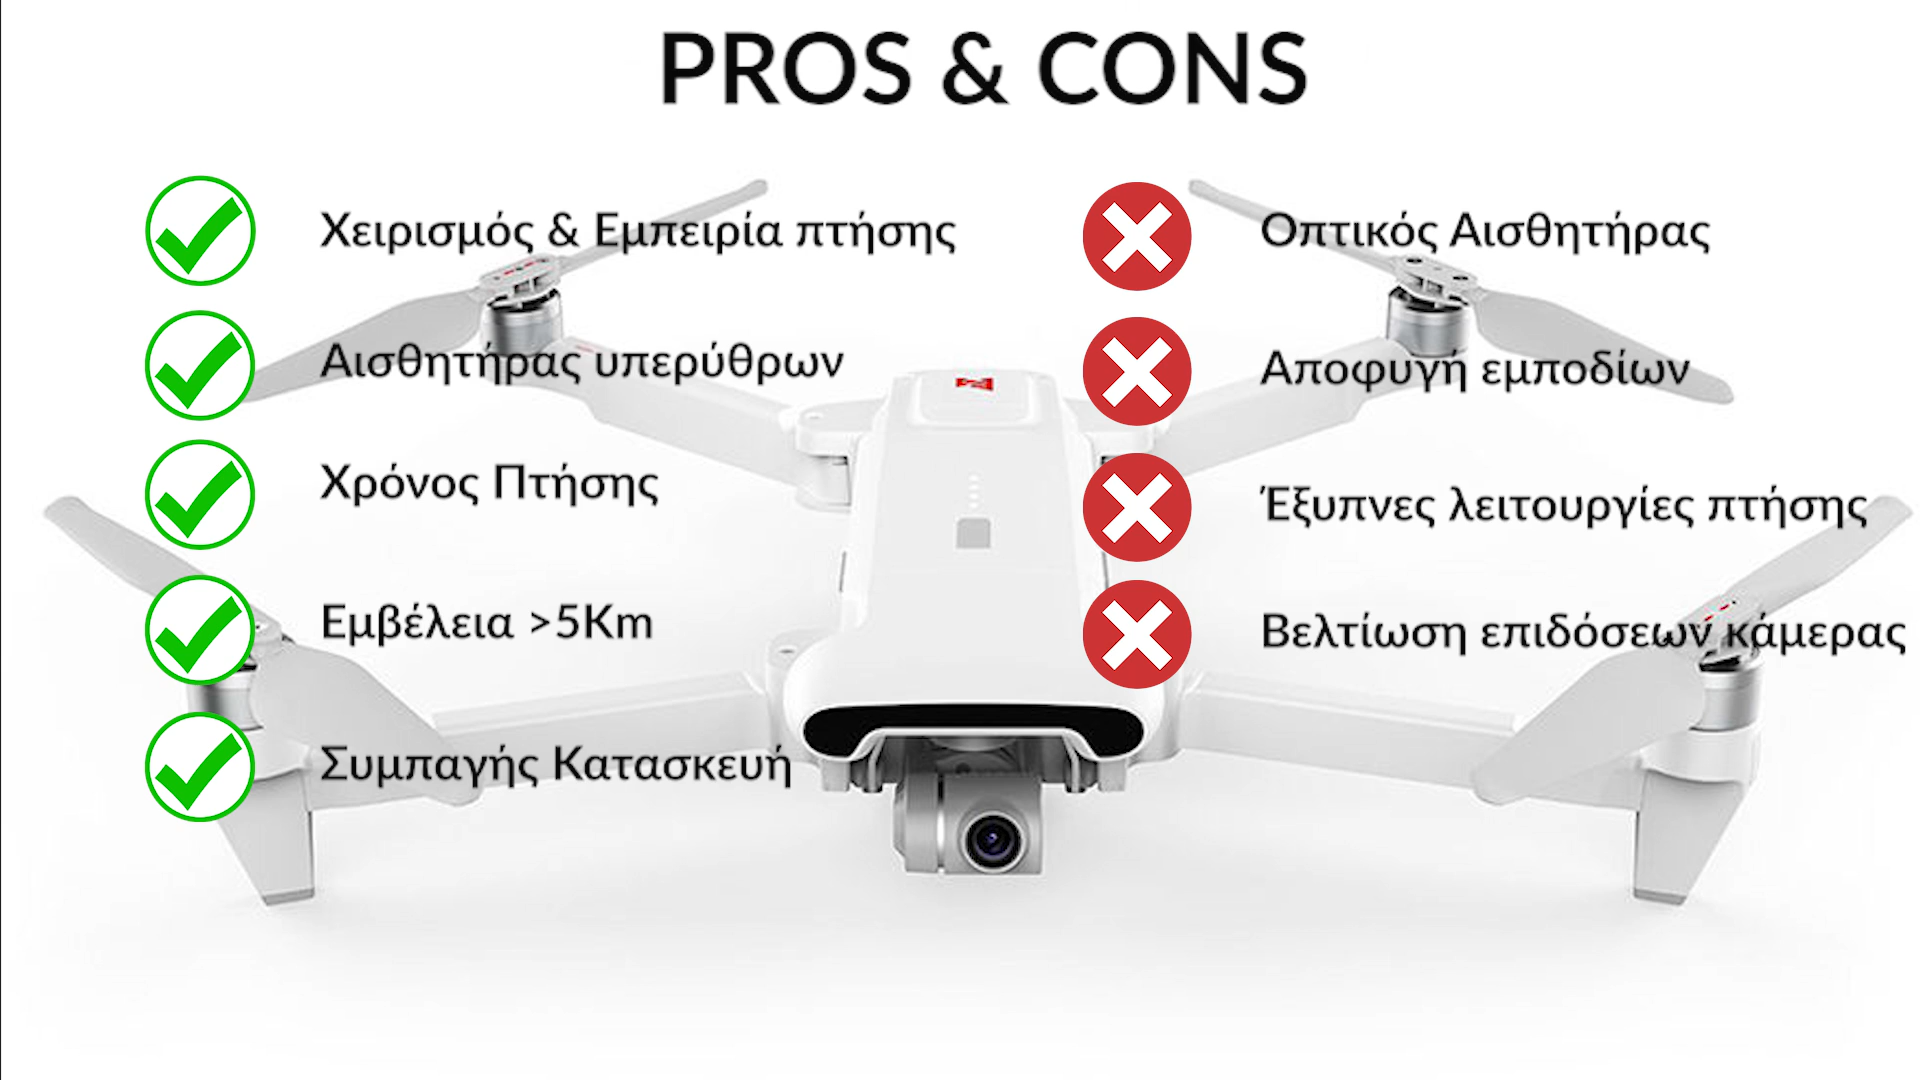 PROS & CONS
Χειρισμός & Εμπειρία πτήσης
Αισθητήρας υπερύθρων
Χρόνος Πτήσης
Εμβέλεια >5Km
Συμπαγής Κατασκευή
Οπτικός Αισθητήρας
Αποφυγή εμποδίων
Έξυπνες λειτουργίες πτήσης
Βελτίωση επιδόσεων κάμερας